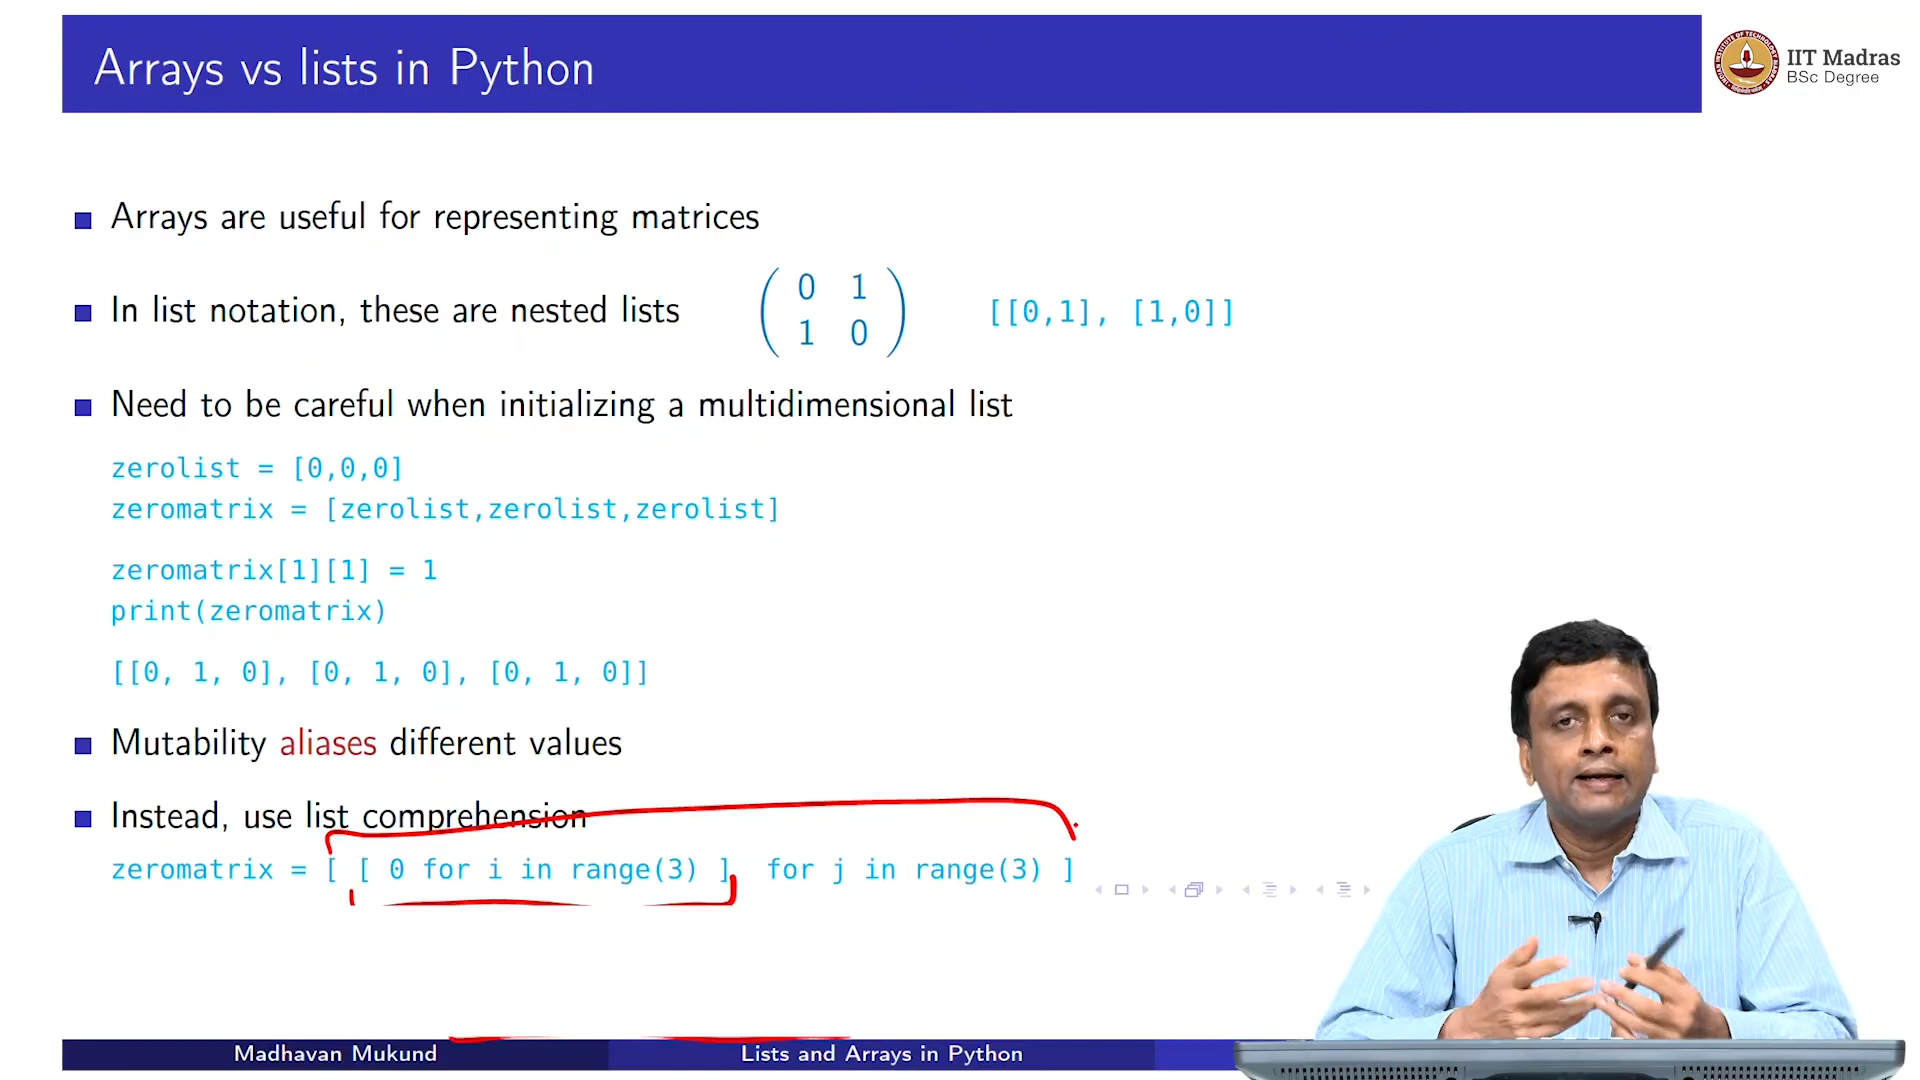 Arrays vs lists in Python
IIT Madras
BSc Degree
Arrays are useful for representing matrices
In list notation, these are nested lists
0 1
1 0
[[0,1], [1,0]]
Need to be careful when initializing a multidimensional list
zerolist = [0,0,0]
zeromatrix = [zerolist,zerolist,zerolist]
zeromatrix[1][1] = 1
print(zeromatrix)
[[0, 1, 0], [0, 1, 0], [0, 1, 0]]
Mutability aliases different values
Instead, use list comprehension
zeromatrix = [ [ 0 for i in range(3) ] for j in range(3) ]
Madhavan Mukund
Lists and Arrays in Python